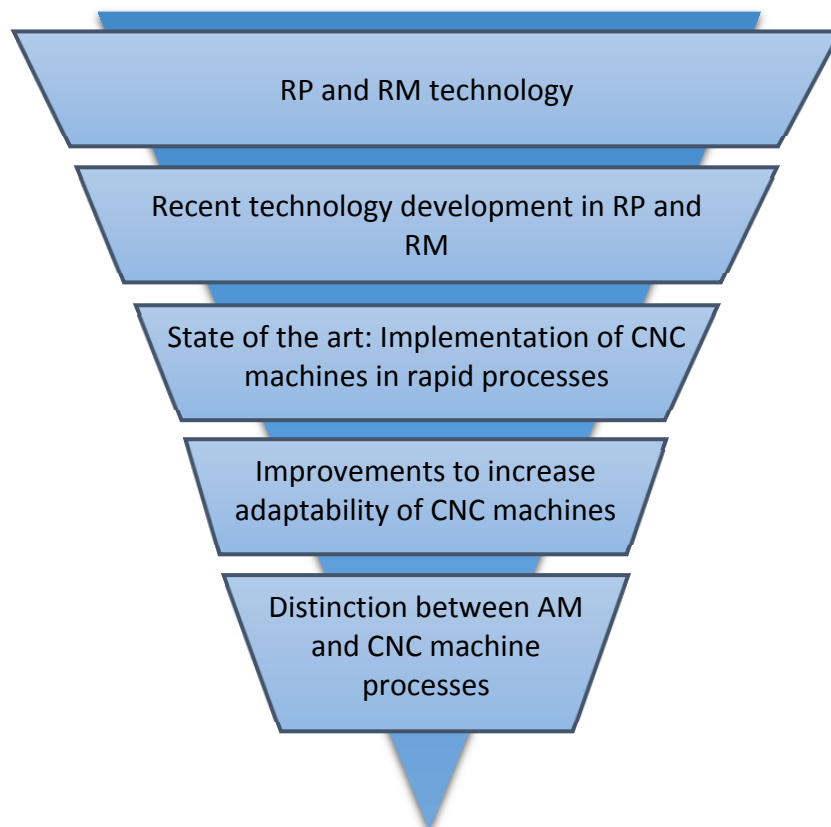 RP and RM technology
Recent technology development in RP and
RM
State of the art: Implementation of CNC
machines in rapid processes
Improvements to increase
adaptability of CNC machines
Distinction between AM
and CNC machine
processes